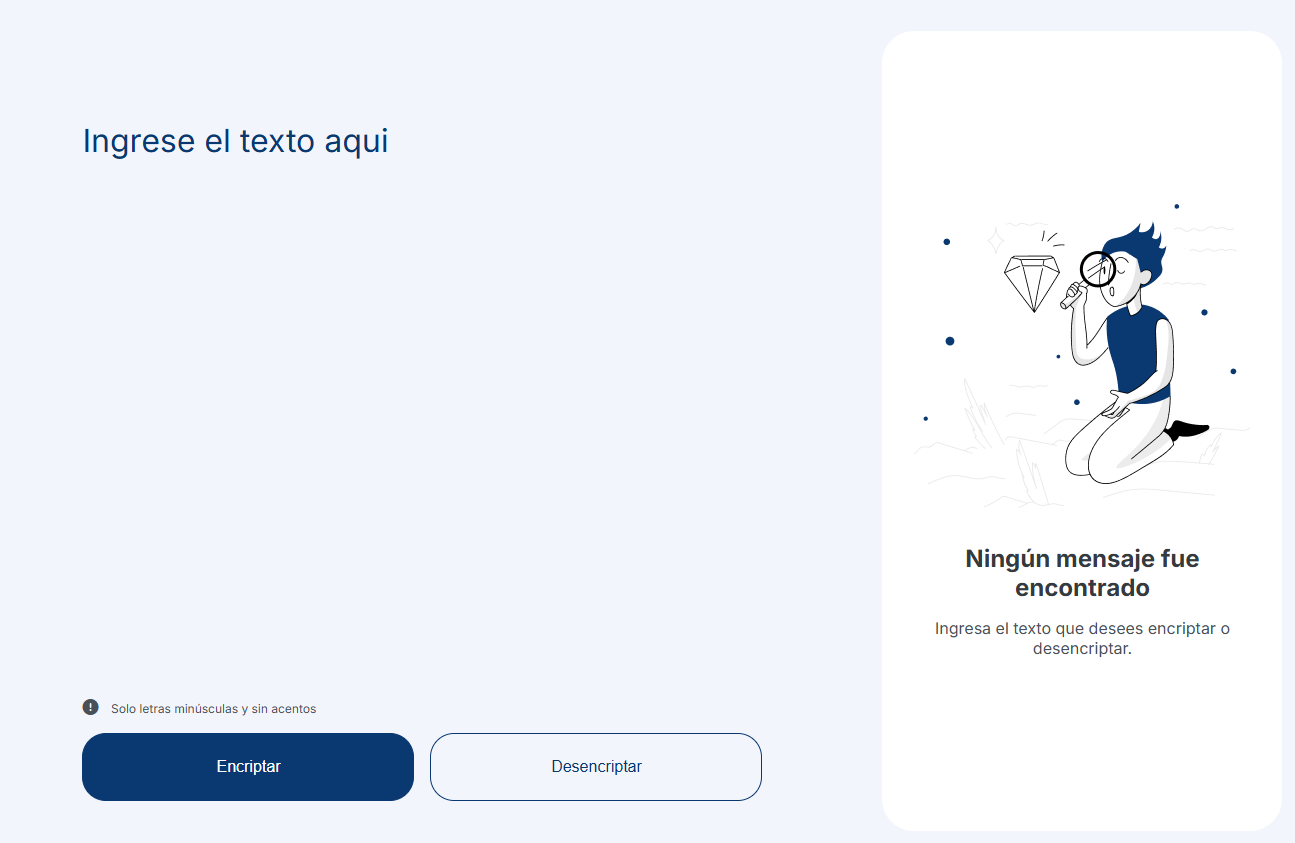 Ingrese el texto aqui
Solo letras minúsculas y sin acentos
Encriptar
Desencriptar
Ningún mensaje fue
encontrado
Ingresa el texto que desees encriptar o
desencriptar.